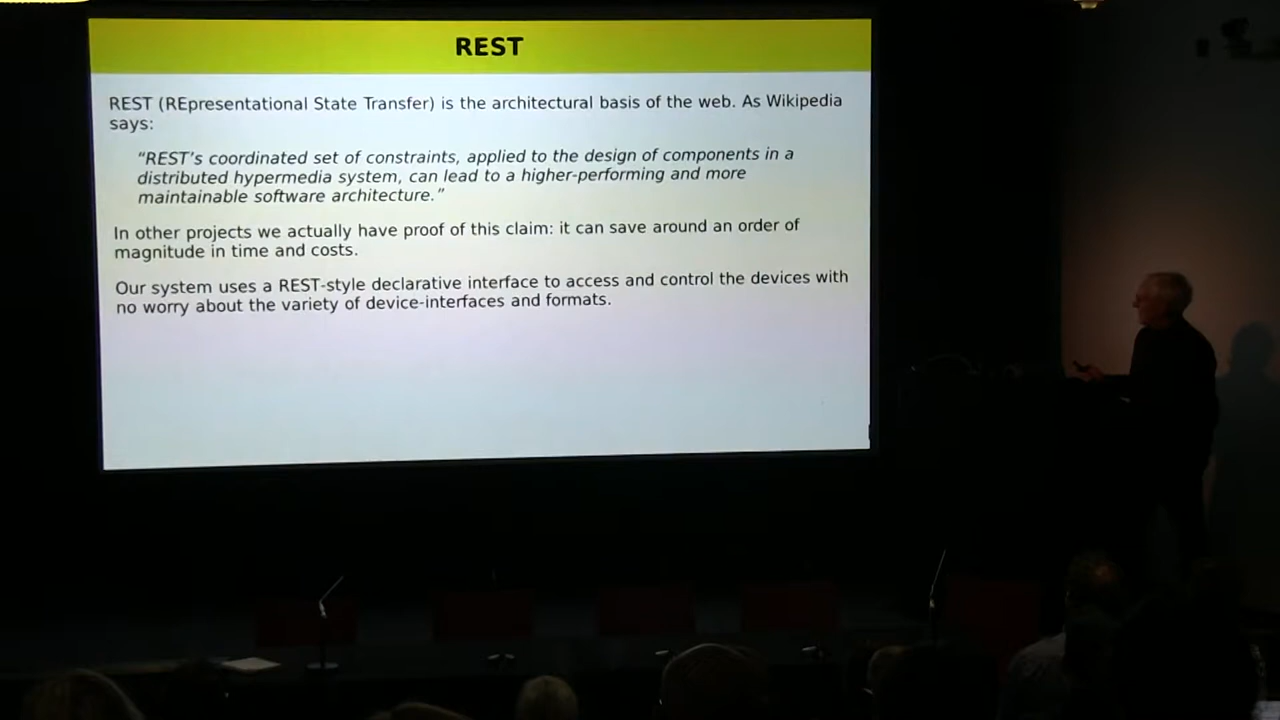 REST
REST (REpresentational State Transfer) is the architectural basis of the web. As Wikipedia
says:
“REST’s coordinated set of constraints, applied to the design of components in a
distributed hypermedia system, can lead to a higher-performing and more
maintainable software architecture.”
In other projects we actually have proof of this claim: it can save around an order of
magnitude in time and costs.
Our system uses a REST-style declarative interface to access and control the devices with
no worry about the variety of device-interfaces and formats.